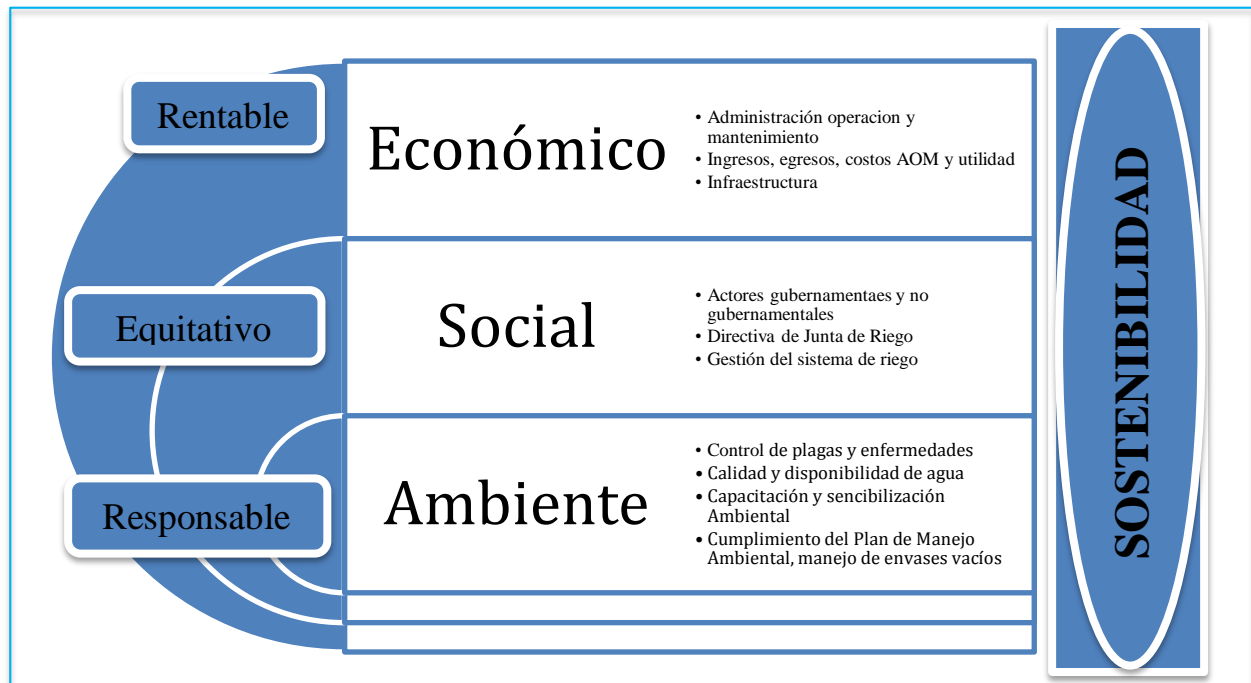 Rentable
Económico
• Administración operacion y
mantenimiento
• Ingresos, egresos, costos AOM y utilidad
• Infraestructura
Equitativo
Social
• Actores gubernamentaes y no
gubernamentales
• Directiva de Junta de Riego
• Gestión del sistema de riego
Responsable
Ambiente
• Control de plagas y enfermedades
• Calidad y disponibilidad de agua
• Capacitación y sencibilización
Ambiental
• Cumplimiento del Plan de Manejo
Ambiental, manejo de envases vacíos
SOSTENIBILIDAD